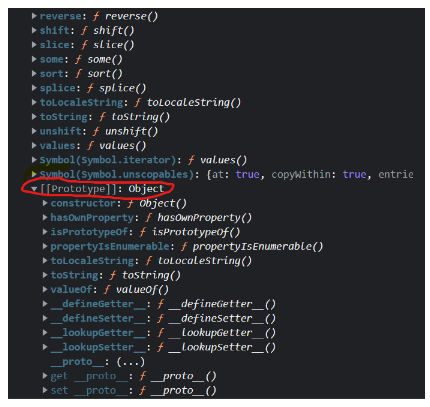 reverse: ƒ reverse()
shift: ƒ shift()
slice: ƒ slice()
some: ƒ some()
sort: ƒ sort()
splice: ƒ splice()
toLocaleString: ƒ toLocaleString()
toString: ƒ toString()
unshift: ƒ unshift()
values: ƒ values()
Symbol(Symbol.iterator): ƒ values()
Symbol(Symbol.unscopables): {at: true, copyWithin: true, entrie
[[Prototype]]: Object
constructor: ƒ Object()
hasOwnProperty: ƒ hasOwnProperty()
isPrototypeOf: ƒ isPrototypeOf()
propertyIsEnumerable: ƒ propertyIsEnumerable()
toLocaleString: ƒ toLocaleString()
toString: ƒ toString()
valueOf: ƒ valueOf()
__defineGetter__: ƒ __defineGetter__()
__defineSetter__: ƒ __defineSetter__()
__lookupGetter__: ƒ __lookupGetter__()
__lookupSetter__: ƒ __lookupSetter__()
__proto__: (...)
get __proto__: ƒ __proto__()
set __proto__: ƒ __proto__()